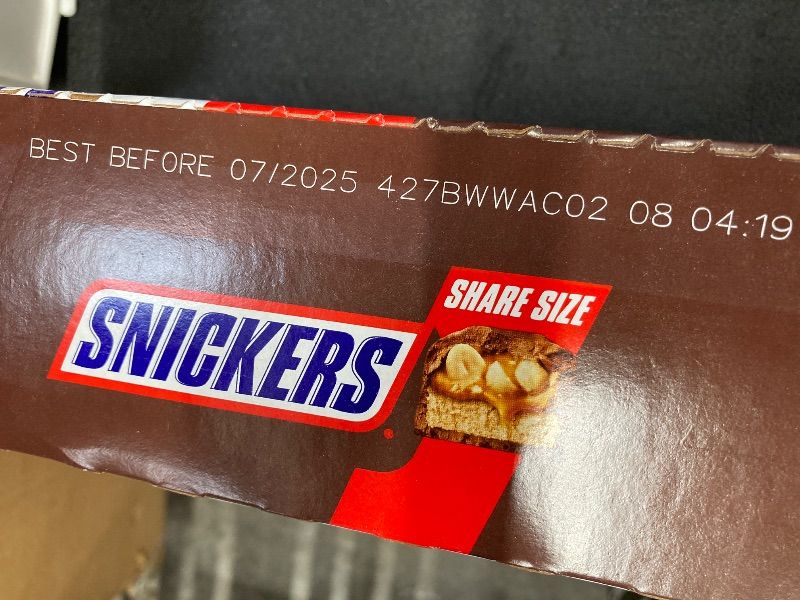 BEST BEFORE 07/2025 427BWWAC02 08 04:19
SHARE SIZE
SNICKERS